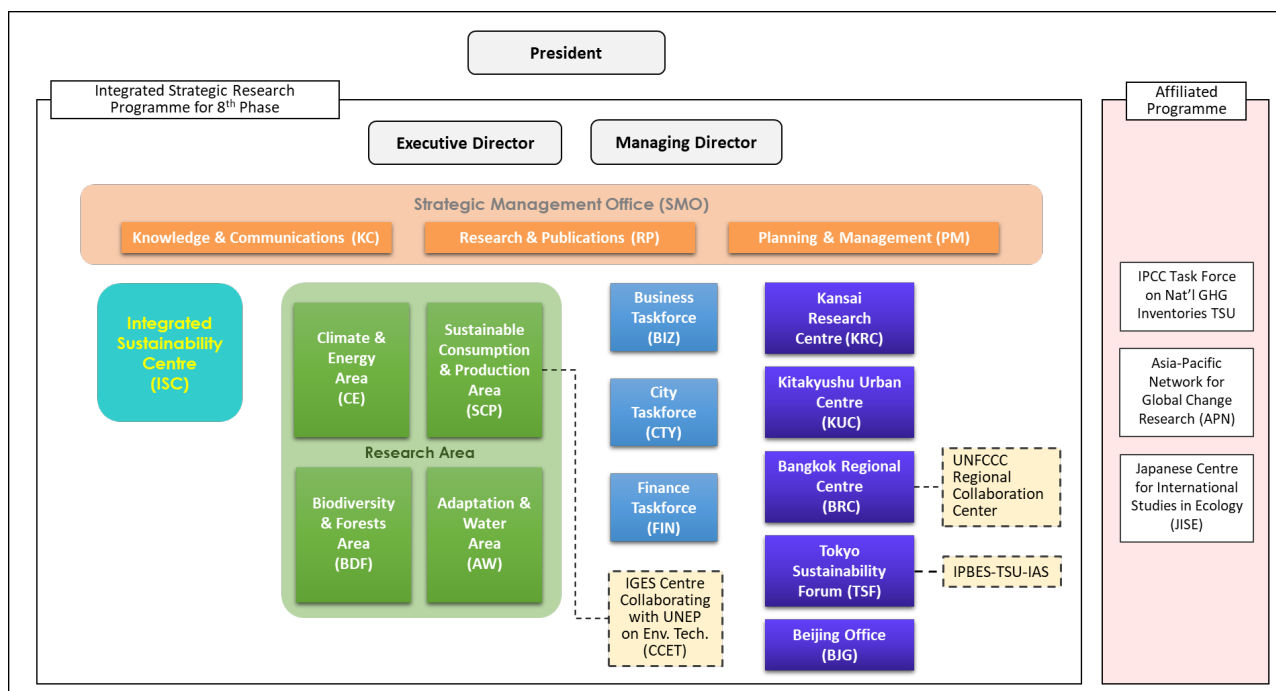 President
Integrated Strategic Research
Programme for 8th Phase
Executive Director
Managing Director
Strategic Management Office (SMO)
Knowledge & Communications (KC)
Research & Publications (RP)
Planning & Management (PM)
Integrated
Sustainability
Centre
(ISC)
Climate &
Energy
Area
(CE)
Sustainable
Consumption
& Production
Area
(SCP)
Research Area
Biodiversity
& Forests
Area
(BDF)
Adaptation &
Water
Area
(AW)
Business
Taskforce
(BIZ)
City
Taskforce
(CTY)
Finance
Taskforce
(FIN)
IGES Centre
Collaborating
with UNEP
on Env. Tech.
(CCET)
Kansai
Research
Centre (KRC)
Kitakyushu Urban
Centre
(KUC)
Bangkok Regional
Centre
(BRC)
Tokyo
Sustainability
Forum (TSF)
Beijing Office
(BJG)
UNFCCC
Regional
Collaboration
Center
IPBES-TSU-IAS
Affiliated
Programme
IPCC Task Force
on Nat'l GHG
Inventories TSU
Asia-Pacific
Network for
Global Change
Research (APN)
Japanese Centre
for International
Studies in Ecology
(JISE)